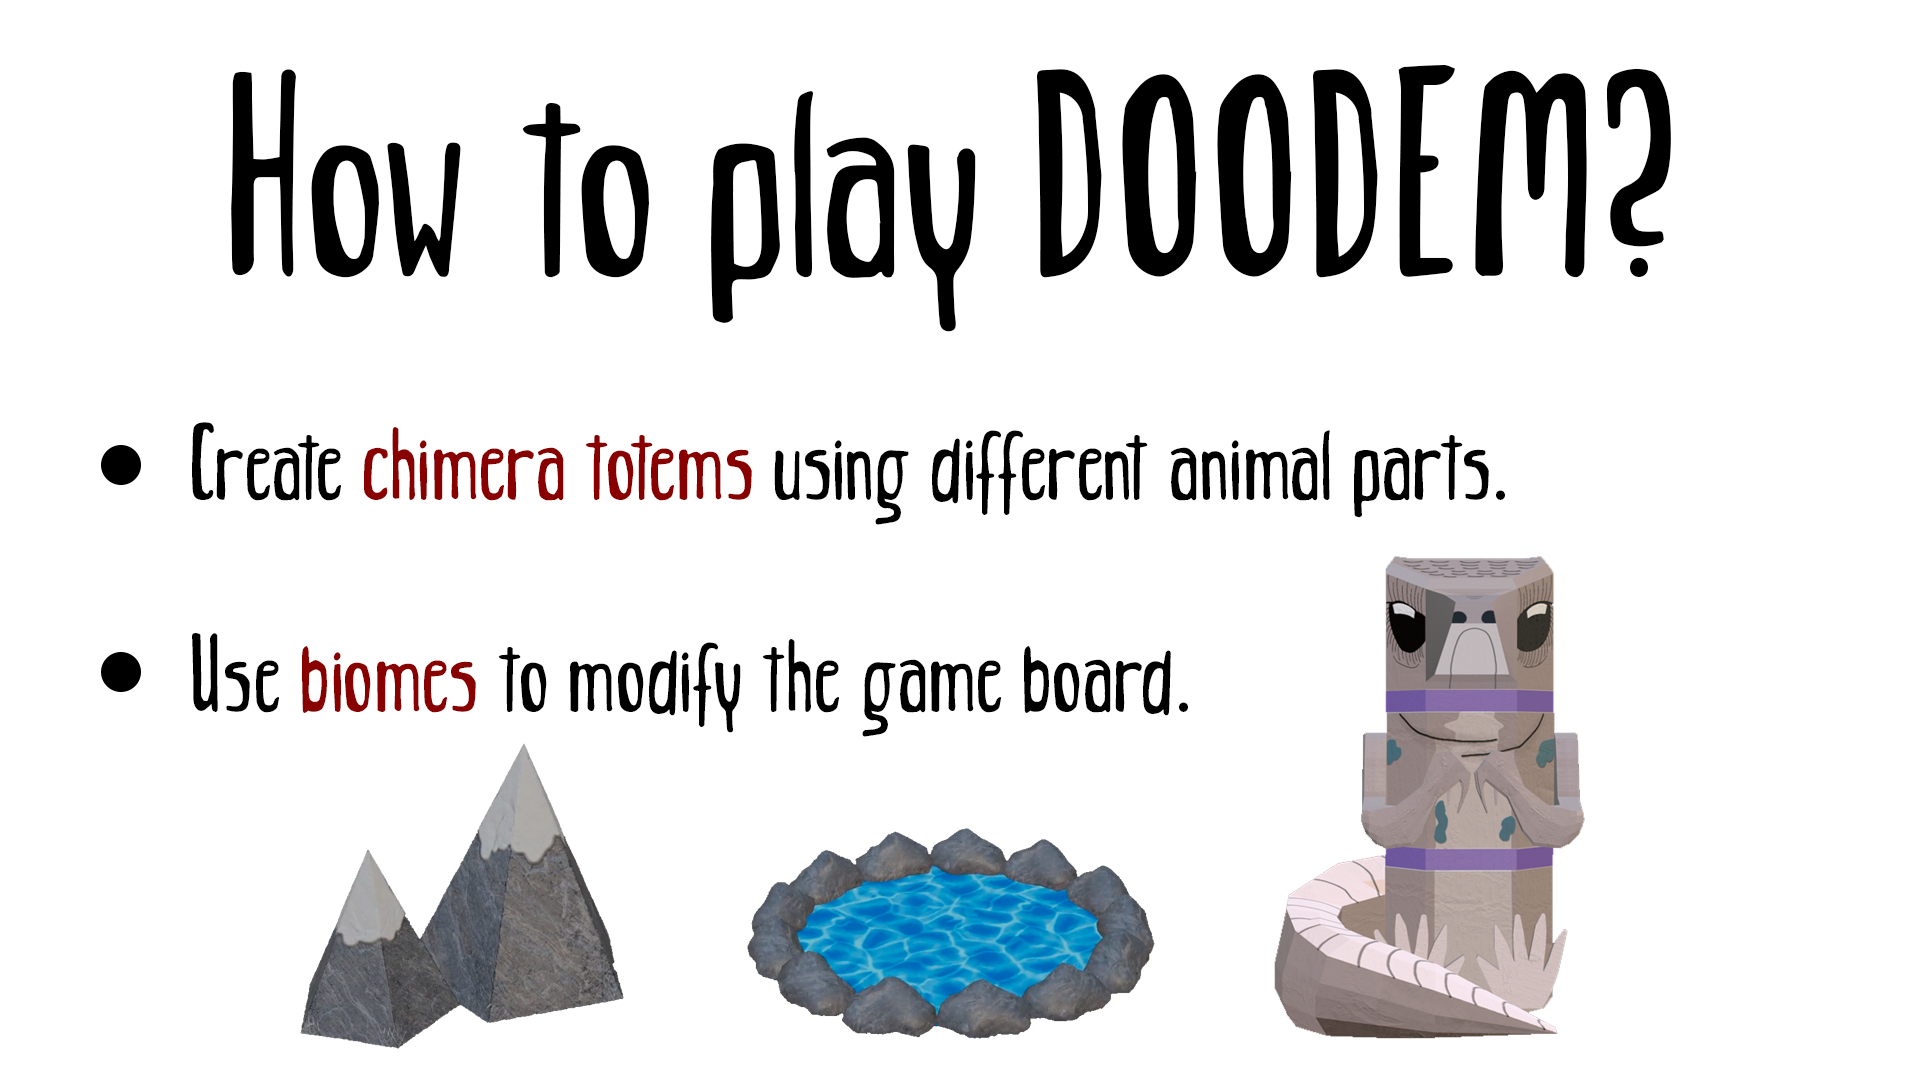 How to play DOODEM?
• Create chimera totems using different animal parts.
• Use biomes to modify the game board.